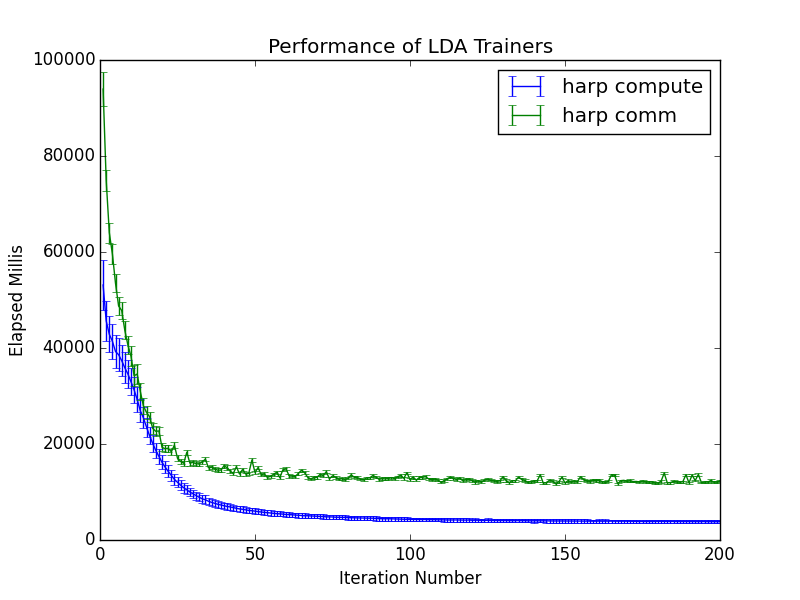 Performance of LDA Trainers
100000
80000
60000
40000
20000
0
Elapsed Millis
harp compute
harp comm
0 50 100 150 200
Iteration Number